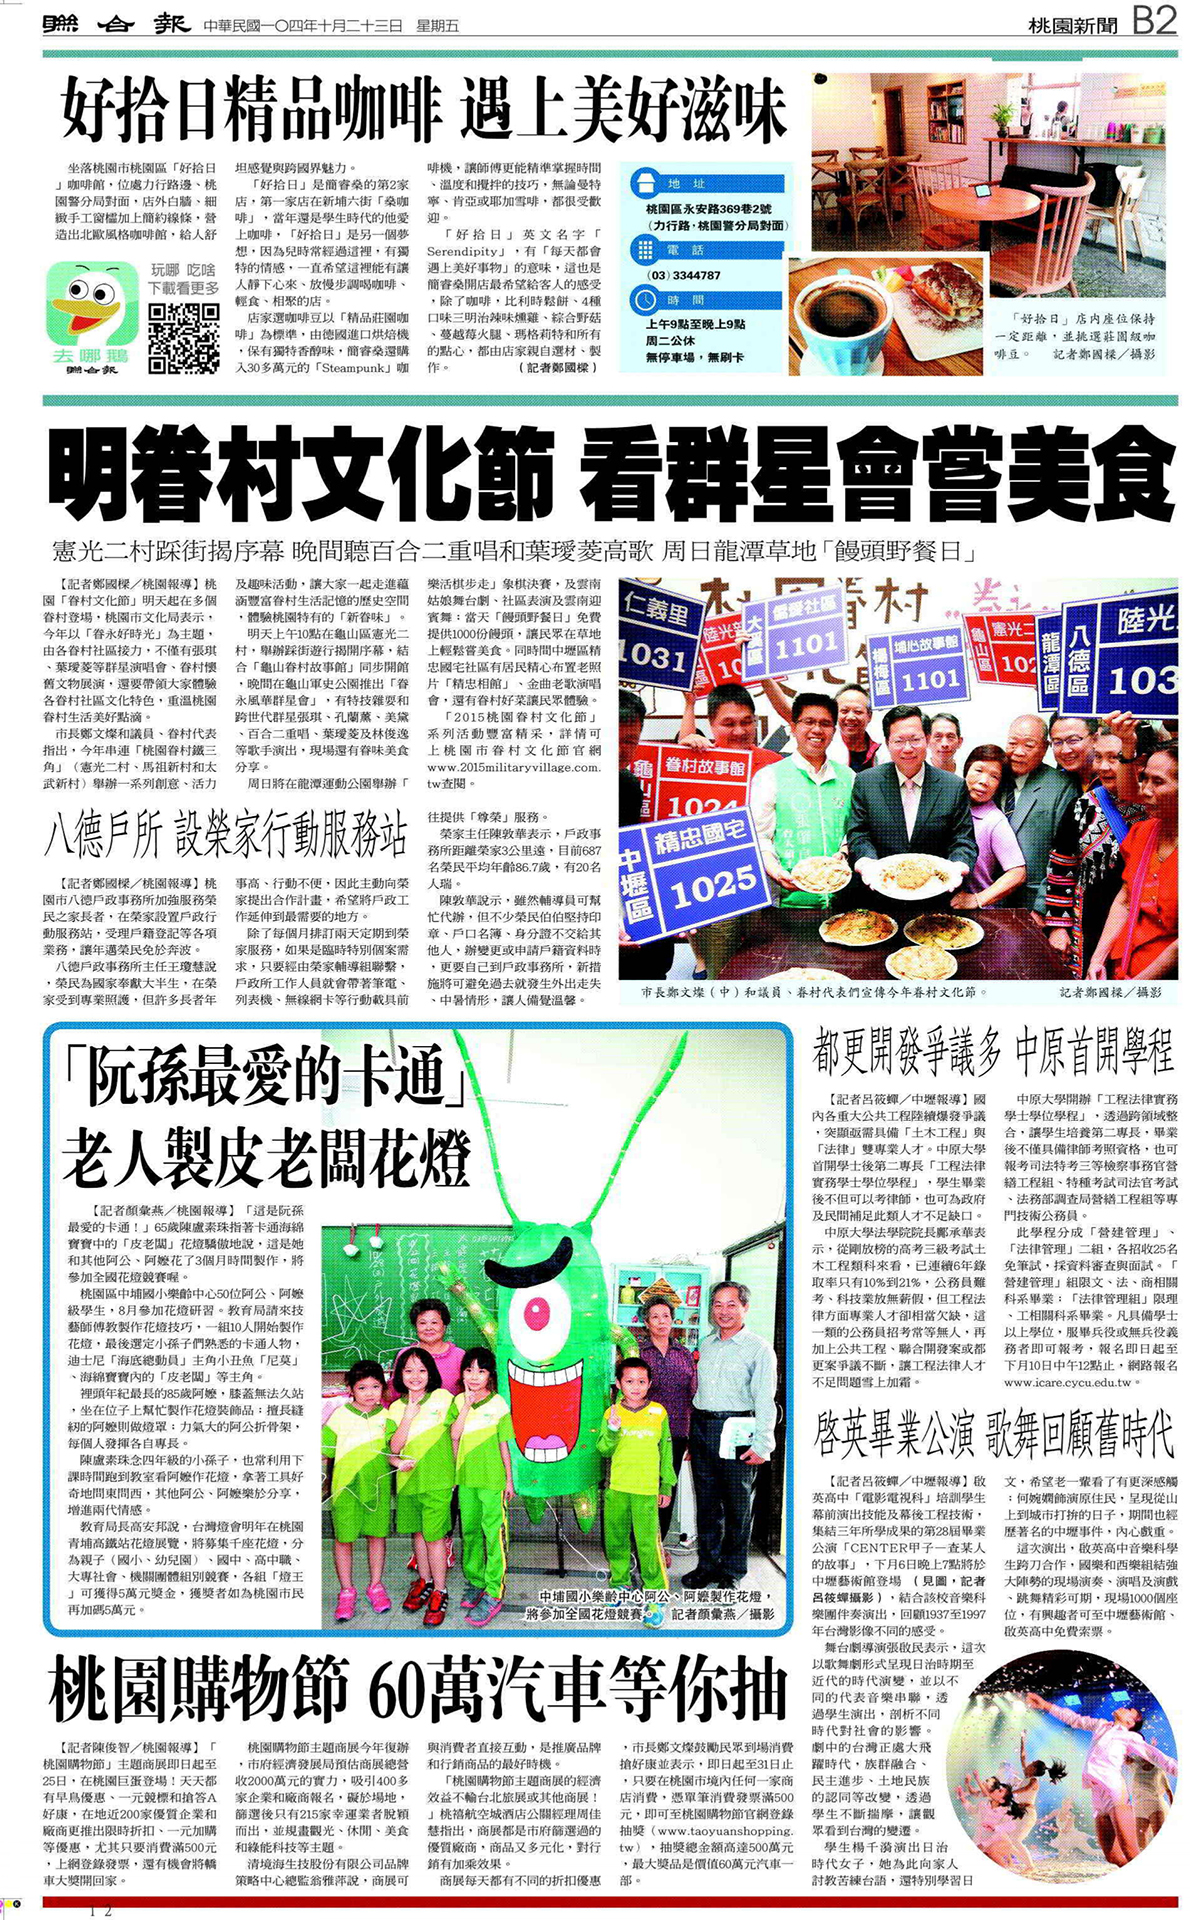 聯合報 中華民國一〇四年十月二十三日 星期五
桃園新聞 B2
好拾日精品咖啡 遇上美好滋味
坐落桃園市桃園區「好拾日
」咖啡館，位處力行路邊、桃
園警分局對面，店外白牆、細
緻手工窗櫺加上簡約線條，營
造出北歐風格咖啡館，給人舒
坦感覺與跨國界魅力。
「好拾日」是簡睿桑的第2家
店，第一家店在新埔六街「桑咖
啡」，當年還是學生時代的他愛
上咖啡，「好拾日」是另一個夢
想，因為兒時常經過這裡，有獨
特的情感，一直希望這裡能有讓
人靜下心來、放慢步調喝咖啡、
輕食、相聚的店。
店家選咖啡豆以「精品莊園咖
啡」為標準，由德國進口烘焙機
，保有獨特香醇味，簡睿桑還購
入30多萬元的「Steampunk」咖
啡機，讓師傅更能精準掌握時間
、溫度和攪拌的技巧，無論曼特
寧、肯亞或耶加雪啡，都很受歡
迎。
「好拾日」英文名字「
Serendipity」，有「每天都會
遇上美好事物」的意味，這也是
簡睿桑開店最希望給客人的感受
，除了咖啡，比利時鬆餅、4種
口味三明治辣味燻雞、綜合野菇
、蔓越莓火腿、瑪格莉特和所有
的點心，都由店家親自選材、製
作。 （記者鄭國樑）
玩哪 吃啥
下載看更多
去哪鵝
聯合報
地 址
桃園區永安路369巷2號
（力行路，桃園警分局對面）
電 話
(03) 3344787
時 間
上午9點至晚上9點
周二公休
無停車場，無刷卡
「好拾日」店內座位保持
一定距離，並挑選莊園級咖
啡豆。 記者鄭國樑／攝影
明眷村文化節 看群星會嘗美食
憲光二村踩街揭序幕 晚間聽百合二重唱和葉璦菱高歌 周日龍潭草地「饅頭野餐日」
【記者鄭國樑／桃園報導】桃
園「眷村文化節」明天起在多個
眷村登場，桃園市文化局表示，
今年以「眷永好時光」為主題，
由各眷村社區接力，不僅有張琪
、葉璦菱等群星演唱會、眷村懷
舊文物展演，還要帶領大家體驗
各眷村社區文化特色，重溫桃園
眷村生活美好點滴。
市長鄭文燦和議員、眷村代表
指出，今年串連「桃園眷村鐵三
角」（憲光二村、馬祖新村和太
武新村）舉辦一系列創意、活力
及趣味活動，讓大家一起走進蘊
涵豐富眷村生活記憶的歷史空間
，體驗桃園特有的「新眷味」。
明天上午10點在龜山區憲光二
村，舉辦踩街遊行揭開序幕，結
合「龜山眷村故事館」同步開館
，晚間在龜山軍史公園推出「眷
永風華群星會」，有特技雜耍和
跨世代群星張琪、孔蘭薰、美黛
、百合二重唱、葉璦菱及林俊逸
等歌手演出，現場還有眷味美食
分享。
周日將在龍潭運動公園舉辦「
樂活棋步走」象棋決賽，及雲南
姑娘舞台劇、社區表演及雲南迎
賓舞；當天「饅頭野餐日」免費
提供1000份饅頭，讓民眾在草地
上輕鬆嘗美食。同時間中壢區精
忠國宅社區有居民精心布置老照
片「精忠相館」、金曲老歌演唱
會，還有眷村好菜讓民眾體驗。
「2015桃園眷村文化節」
系列活動豐富精采，詳情可
上桃園市眷村文化節官網
www.2015militaryvillage.com.
tw查閱。
仁義里
1031
大溪區
僑愛社區
1101
楊梅區
埔心故事館
1101
龜山區
憲光二
102
龍潭區
八德區
陸光
103
龜山區
眷村故事館
1024
中壢區
精忠國宅
1025
市長鄭文燦（中）和議員、眷村代表們宣傳今年眷村文化節。 記者鄭國樑／攝影
八德戶所 設榮家行動服務站
【記者鄭國樑／桃園報導】桃
園市八德戶政事務所加強服務榮
民之家長者，在榮家設置戶政行
動服務站，受理戶籍登記等各項
業務，讓年邁榮民免於奔波。
八德戶政事務所主任王瓊慧說
，榮民為國家奉獻大半生，在榮
家受到專業照護，但許多長者年
事高、行動不便，因此主動向榮
家提出合作計畫，希望將戶政工
作延伸到最需要的地方。
除了每個月排訂兩天定期到榮
家服務，如果是臨時特別個案需
求，只要經由榮家輔導組聯繫，
戶政所工作人員就會帶著筆電、
列表機、無線網卡等行動載具前
往提供「尊榮」服務。
榮家主任陳敦華表示，戶政事
務所距離榮家3公里遠，目前687
名榮民平均年齡86.7歲，有20名
人瑞。
陳敦華說示，雖然輔導員可幫
忙代辦，但不少榮民伯伯堅持印
章、戶口名簿、身分證不交給其
他人，辦變更或申請戶籍資料時
，更要自己到戶政事務所，新措
施將可避免過去就發生外出走失
、中暑情形，讓人備覺溫馨。
「阮孫最愛的卡通」
老人製皮老闆花燈
【記者顏彙燕／桃園報導】「這是阮孫
最愛的卡通！」65歲陳盧素珠指著卡通海綿
寶寶中的「皮老闆」花燈驕傲地說，這是她
和其他阿公、阿嬤花了3個月時間製作，將
參加全國花燈競賽喔。
桃園區中埔國小樂齡中心50位阿公、阿嬤
級學生，8月參加花燈研習。教育局請來技
藝師傅教製作花燈技巧，一組10人開始製作
花燈，最後選定小孫子們熟悉的卡通人物，
迪士尼「海底總動員」主角小丑魚「尼莫」
、海綿寶寶內的「皮老闆」等主角。
裡頭年紀最長的85歲阿嬤，膝蓋無法久站
，坐在位子上幫忙製作花燈裝飾品；擅長縫
紉的阿嬤則做燈罩；力氣大的阿公折骨架，
每個人發揮各自專長。
陳盧素珠念四年級的小孫子，也常利用下
課時間跑到教室看阿嬤作花燈，拿著工具好
奇地問東問西，其他阿公、阿嬤樂於分享，
增進兩代情感。
教育局長高安邦說，台灣燈會明年在桃園
青埔高鐵站花燈展覽，將募集千座花燈，分
為親子（國小、幼兒園）、國中、高中職、
大專社會、機關團體組別競賽，各組「燈王
」可獲得5萬元獎金，獲獎者如為桃園市民
再加碼5萬元。
中埔國小樂齡中心阿公、阿嬤製作花燈，
將參加全國花燈競賽。 記者顏彙燕／攝影
都更開發爭議多 中原首開學程
【記者呂筱蟬／中壢報導】國
內各重大公共工程陸續爆發爭議
，突顯亟需具備「土木工程」與
「法律」雙專業人才。中原大學
首開學士後第二專長「工程法律
實務學士學位學程」，學生畢業
後不但可以考律師，也可為政府
及民間補足此類人才不足缺口。
中原大學法學院院長鄭承華表
示，從剛放榜的高考三級考試土
木工程類科來看，已連續6年錄
取率只有10%到21%，公務員難
考、科技業放無薪假，但工程法
律方面專業人才卻相當欠缺，這
一類的公務員招考常等無人，再
加上公共工程、聯合開發案或都
更案爭議不斷，讓工程法律人才
不足問題雪上加霜。
中原大學開辦「工程法律實務
學士學位學程」，透過跨領域整
合，讓學生培養第二專長，畢業
後不僅具備律師考照資格，也可
報考司法特考三等檢察事務官營
繕工程組、特種考試司法官考試
、法務部調查局營繕工程組等專
門技術公務員。
此學程分成「營建管理」、
「法律管理」二組，各招收25名
免筆試，採資料審查與面試。「
營建管理」組限文、法、商相關
科系畢業；「法律管理組」限理
、工相關科系畢業。凡具備學士
以上學位，服畢兵役或無兵役義
務者即可報考，報名即日起至
下月10日中午12點止，網路報名
www.icare.cycu.edu.tw。
啟英畢業公演 歌舞回顧舊時代
【記者呂筱蟬／中壢報導】啟
英高中「電影電視科」培訓學生
幕前演出技能及幕後工程技術，
集結三年所學成果的第28屆畢業
公演「CENTER甲子－查某人
的故事」，下月6日晚上7點將於
中壢藝術館登場（見圖，記者
呂筱蟬攝影），結合該校音樂科
樂團伴奏演出，回顧1937至1997
年台灣影像不同的感受。
舞台劇導演張啟民表示，這次
以歌舞劇形式呈現日治時期至
近代的時代演變，並以不
同的代表音樂串聯，透
過學生演出，剖析不同
時代對社會的影響。
劇中的台灣正處大飛
躍時代，族群融合、
民主進步、土地民族
的認同等改變，透過
學生不斷揣摩，讓觀
眾看到台灣的變遷。
學生楊千漪演出日治
時代女子，她為此向家人
討教苦練台語，還特別學習日
文，希望老一輩看了有更深感觸
；何婉嫻飾演原住民，呈現從山
上到城市打拚的日子，期間也經
歷著名的中壢事件，內心戲重。
這次演出，啟英高中音樂科學
生跨刀合作，國樂和西樂組結強
大陣勢的現場演奏、演唱及演戲
、跳舞精彩可期，現場1000個座
位，有興趣者可至中壢藝術館、
啟英高中免費索票。
桃園購物節 60萬汽車等你抽
【記者陳俊智／桃園報導】「
桃園購物節」主題商展即日起至
25日，在桃園巨蛋登場！天天都
有早鳥優惠、一元競標和搶答A
好康，在地近200家優質企業和
廠商更推出限時折扣、一元加購
等優惠，尤其只要消費滿500元
，上網登錄發票，還有機會將轎
車大獎開回家。
桃園購物節主題商展今年復辦
，市府經濟發展局預估商展總營
收2000萬元的實力，吸引400多
家企業和廠商報名，礙於場地，
篩選後只有215家幸運業者脫穎
而出，並規畫觀光、休閒、美食
和綠能科技等主題。
清境海生技股份有限公司品牌
策略中心總監翁雅萍說，商展可
與消費者直接互動，是推廣品牌
和行銷商品的最好時機。
「桃園購物節主題商展的經濟
效益不輸台北旅展或其他商展！
」桃禧航空城酒店公關經理周佳
慧指出，商展都是市府篩選過的
優質廠商，商品又多元化，對行
銷有加乘效果。
商展每天都有不同的折扣優惠
，市長鄭文燦鼓勵民眾到場消費
搶好康並表示，即日起至31日止
，只要在桃園市境內任何一家商
店消費，憑單筆消費發票滿500
元，即可至桃園購物節官網登錄
抽獎（www.taoyuanshopping.
tw），抽獎總金額高達500萬元
，最大獎品是價值60萬元汽車一
部。
12